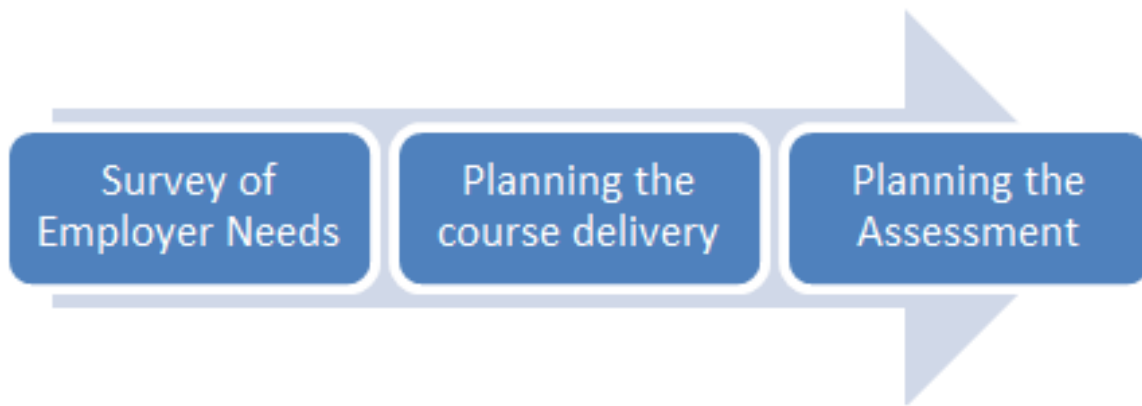 Survey of
Employer Needs
Planning the
course delivery
Planning the
Assessment